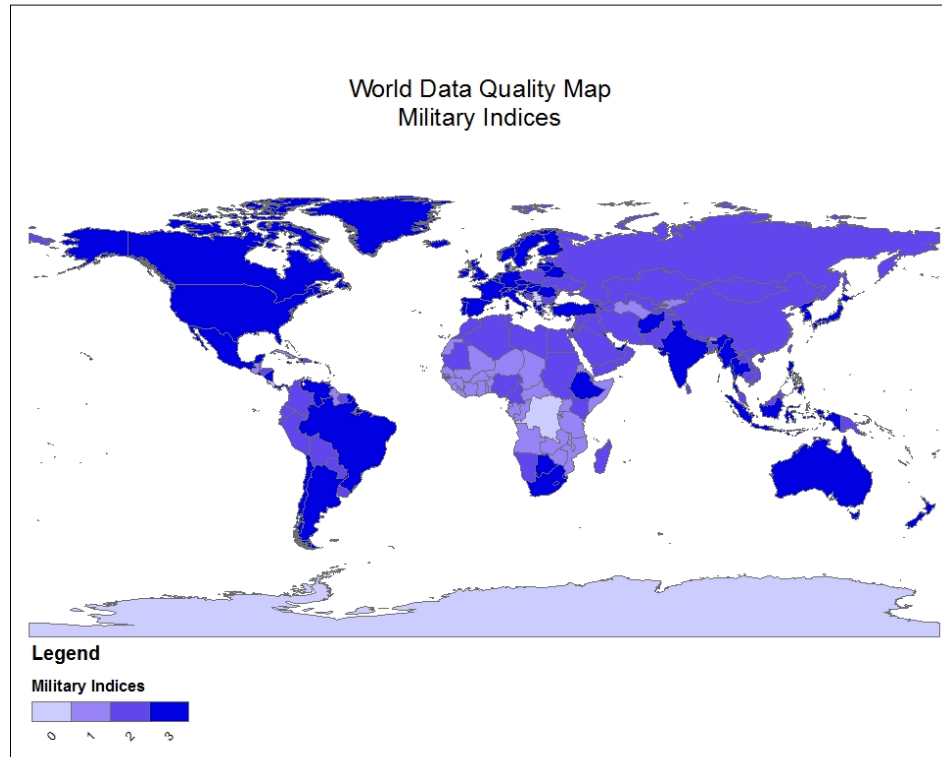 World Data Quality Map
Military Indices
Legend
Military Indices
0 1 2 3